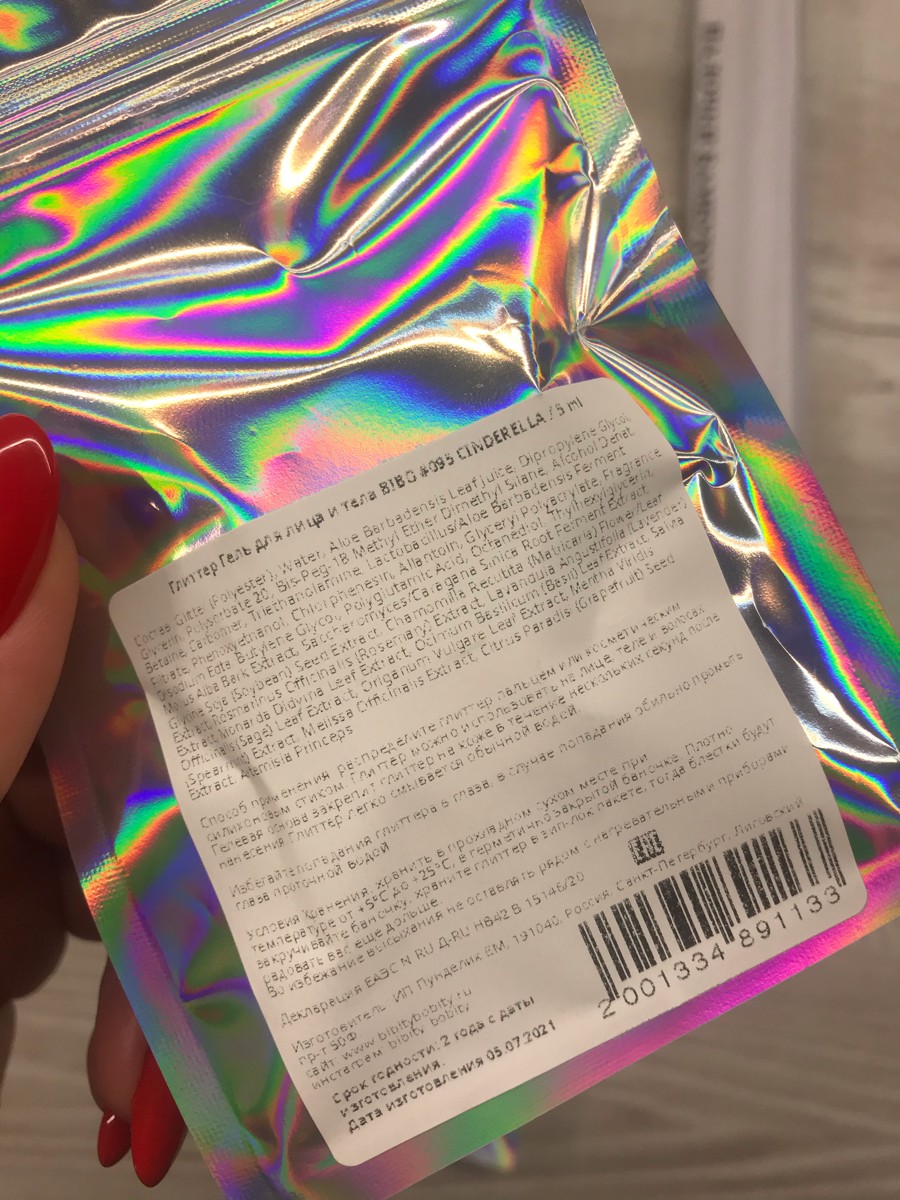 Глиттер Гель для лица и тела BIBO #095 CINDERELLA / 5 ml
Состав: Glitte (Polyester), Water, Aloe Barbadensis Leaf Juice, Dipropylene Glycol,
Glycerin, Polysorbate 20, Bis-Peg-18 Methyl Ether Dimethyl Silane, Alcohol Denat,
Betaine, Carbomer, Triethanolamine, Lactobacillus/Aloe Barbadensis Ferment
Filtrate, Phenoxyethanol, Chlorphenesin, Allantoin, Glyceryl Polyacrylate, Fragrance
Disodium Edta Butylene Glycol, Polyglutamic Acid, Octanediol, Ethylhexylglycerin,
Morus Alba Bark Extract, Saccharomyces/Caragana Sinica Root Ferment Extract,
Glycine Soja (Soybean) Seed Extract, Chamomilla Recutita (Matricaria) Flower/Leaf
Extract, Rosmarinus Officinalis (Rosemary) Extract, Lavandula Angustifolia (Lavender)
Extract, Monarda Didyma Leaf Extract, Ocimum Basilicum (Basil) Leaf Extract, Salvia
Officinalis (Sage) Leaf Extract, Origanum Vulgare Leaf Extract, Mentha Viridis
(Spearmint) Extract, Melissa Officinalis Extract, Citrus Paradisi (Grapefruit) Seed
Extract, Princeps
Способ применения: распределите глиттер пальцем или косметическим
силиконовым стиком. Глиттер можно использовать на лице, теле и волосах
Гелевая основа закрепит глиттер на коже в течение нескольких секунд после
нанесения Глиттер легко смывается обычной водой.
Избегайте попадания глиттера в глаза, в случае попадания обильно промыть
глаза проточной водой
Условия хранения: хранить в прохладном сухом месте при
температуре от +5°C до +25°C, в герметично закрытой баночке. Плотно
закручивайте баночку, храните глиттер в зип-лок пакете, тогда блестки будут
радовать вас еще дольше.
Во избежание высыхания не оставлять рядом с нагревательными приборами
Декларация ЕАЭС N RU Д-RU НВ42 В 15146/20
EAC
Изготовитель: ИП Пунделик ЕМ, 191040, Россия, Санкт-Петербург, Лиговский
пр-т 50Ф
сайт: www.bibitybobity.ru
инстаграм bibity_bobity
Срок годности: 2 года с даты
изготовления.
Дата изготовления 05.07.2021
2 001334 891133